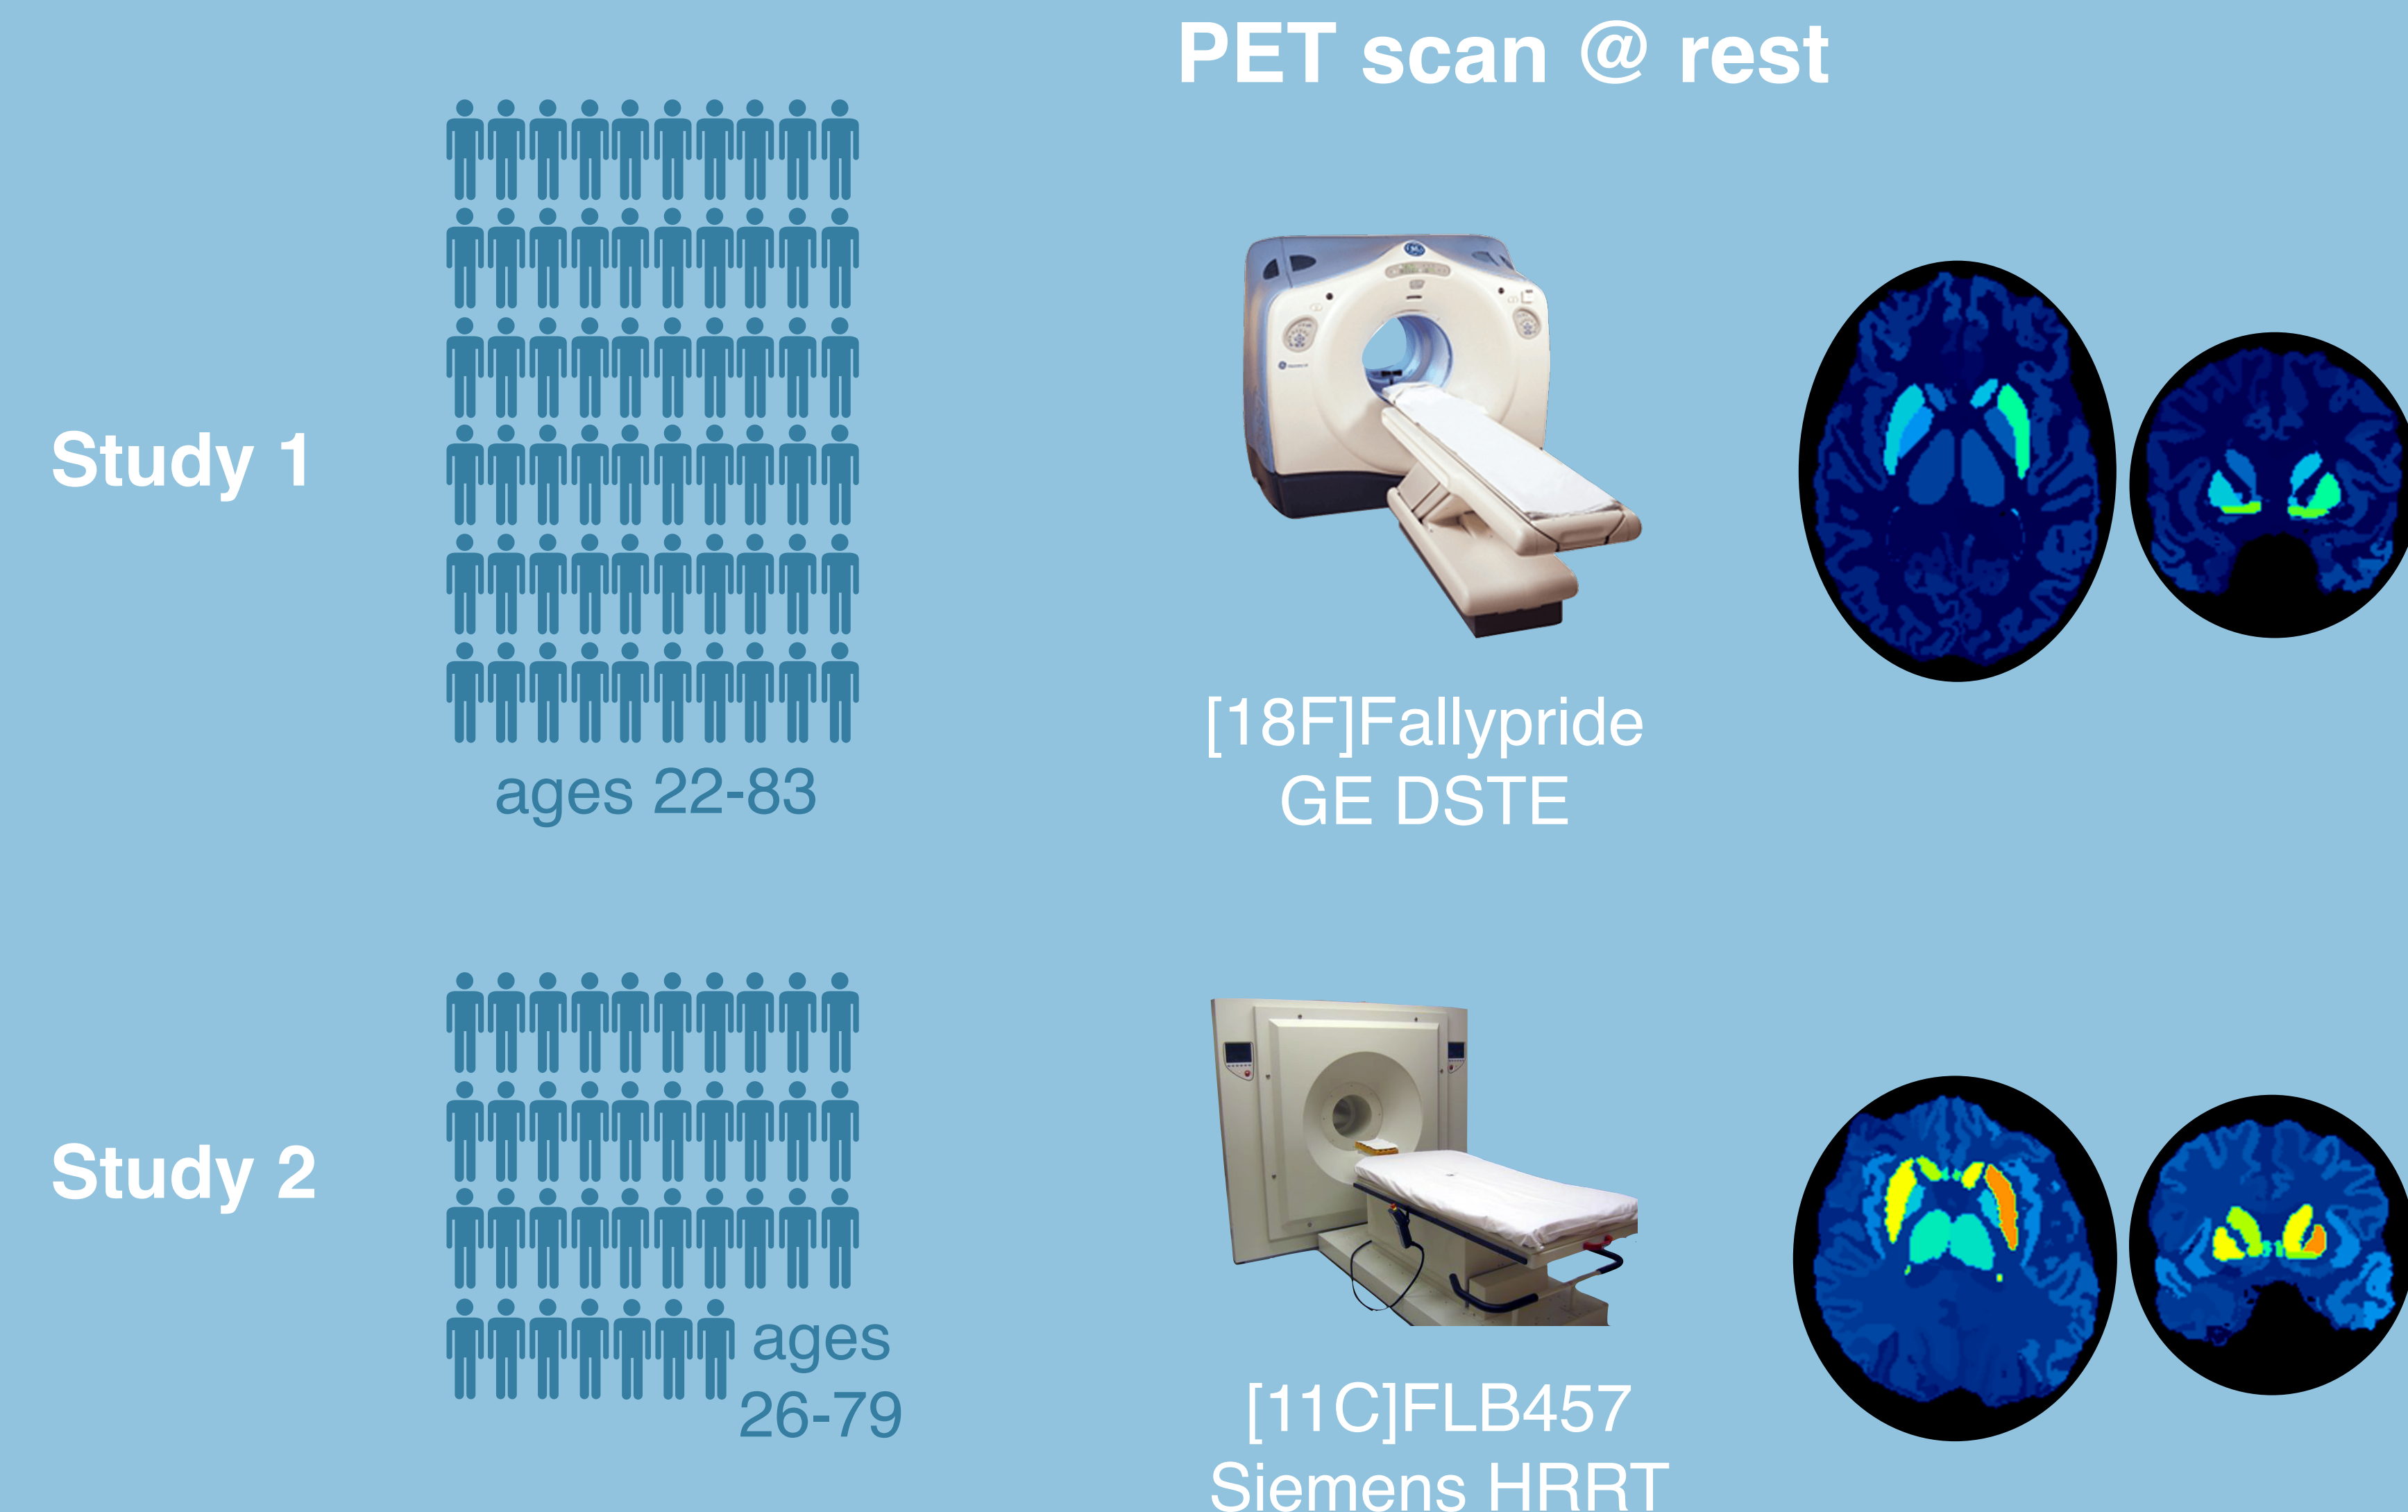 PET scan @ rest
Study 1
ages 22-83
[18F]Fallypride
GE DSTE
Study 2
ages
26-79
[11C]FLB457
Siemens HRRT